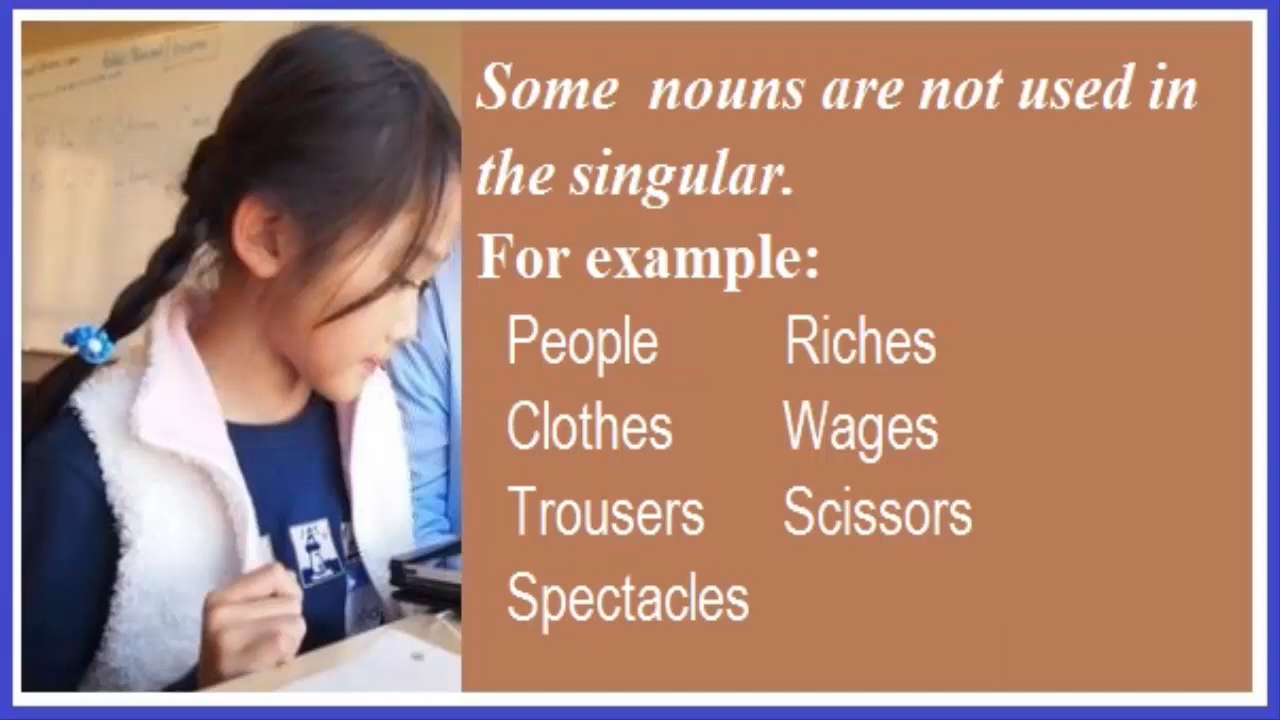 Some nouns are not used in
the singular.
For example:
People Riches
Clothes Wages
Trousers Scissors
Spectacles